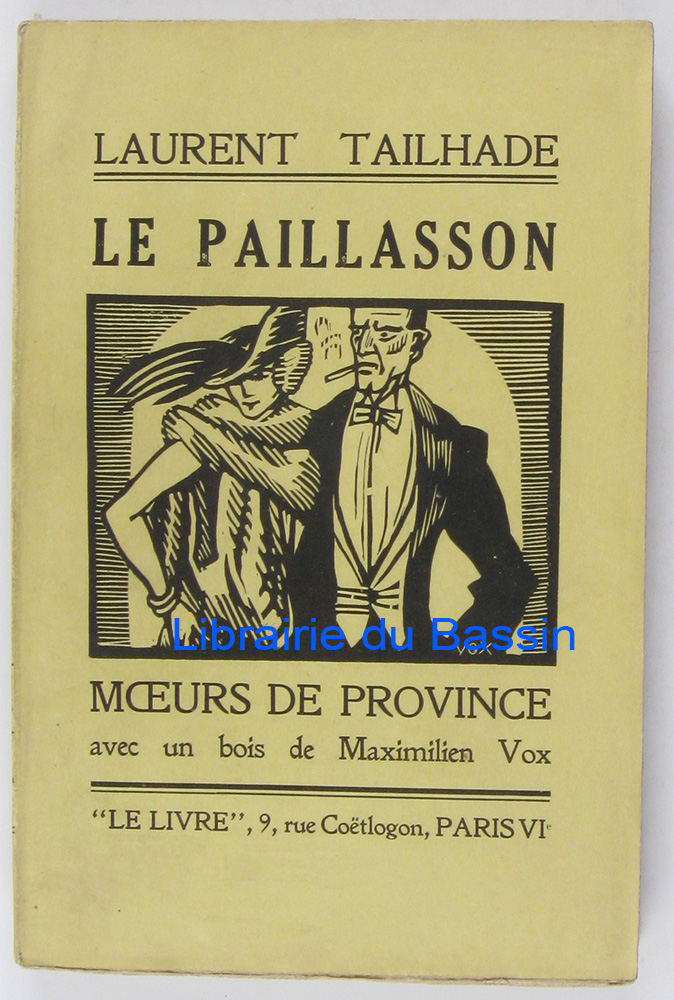 LAURENT TAILHADE
LE PAILLASSON
VOX
Librairie du Bassin
MŒURS DE PROVINCE
avec un bois de Maximilien Vox
“LE LIVRE”, 9, rue Coëtlogon, PARIS VIe